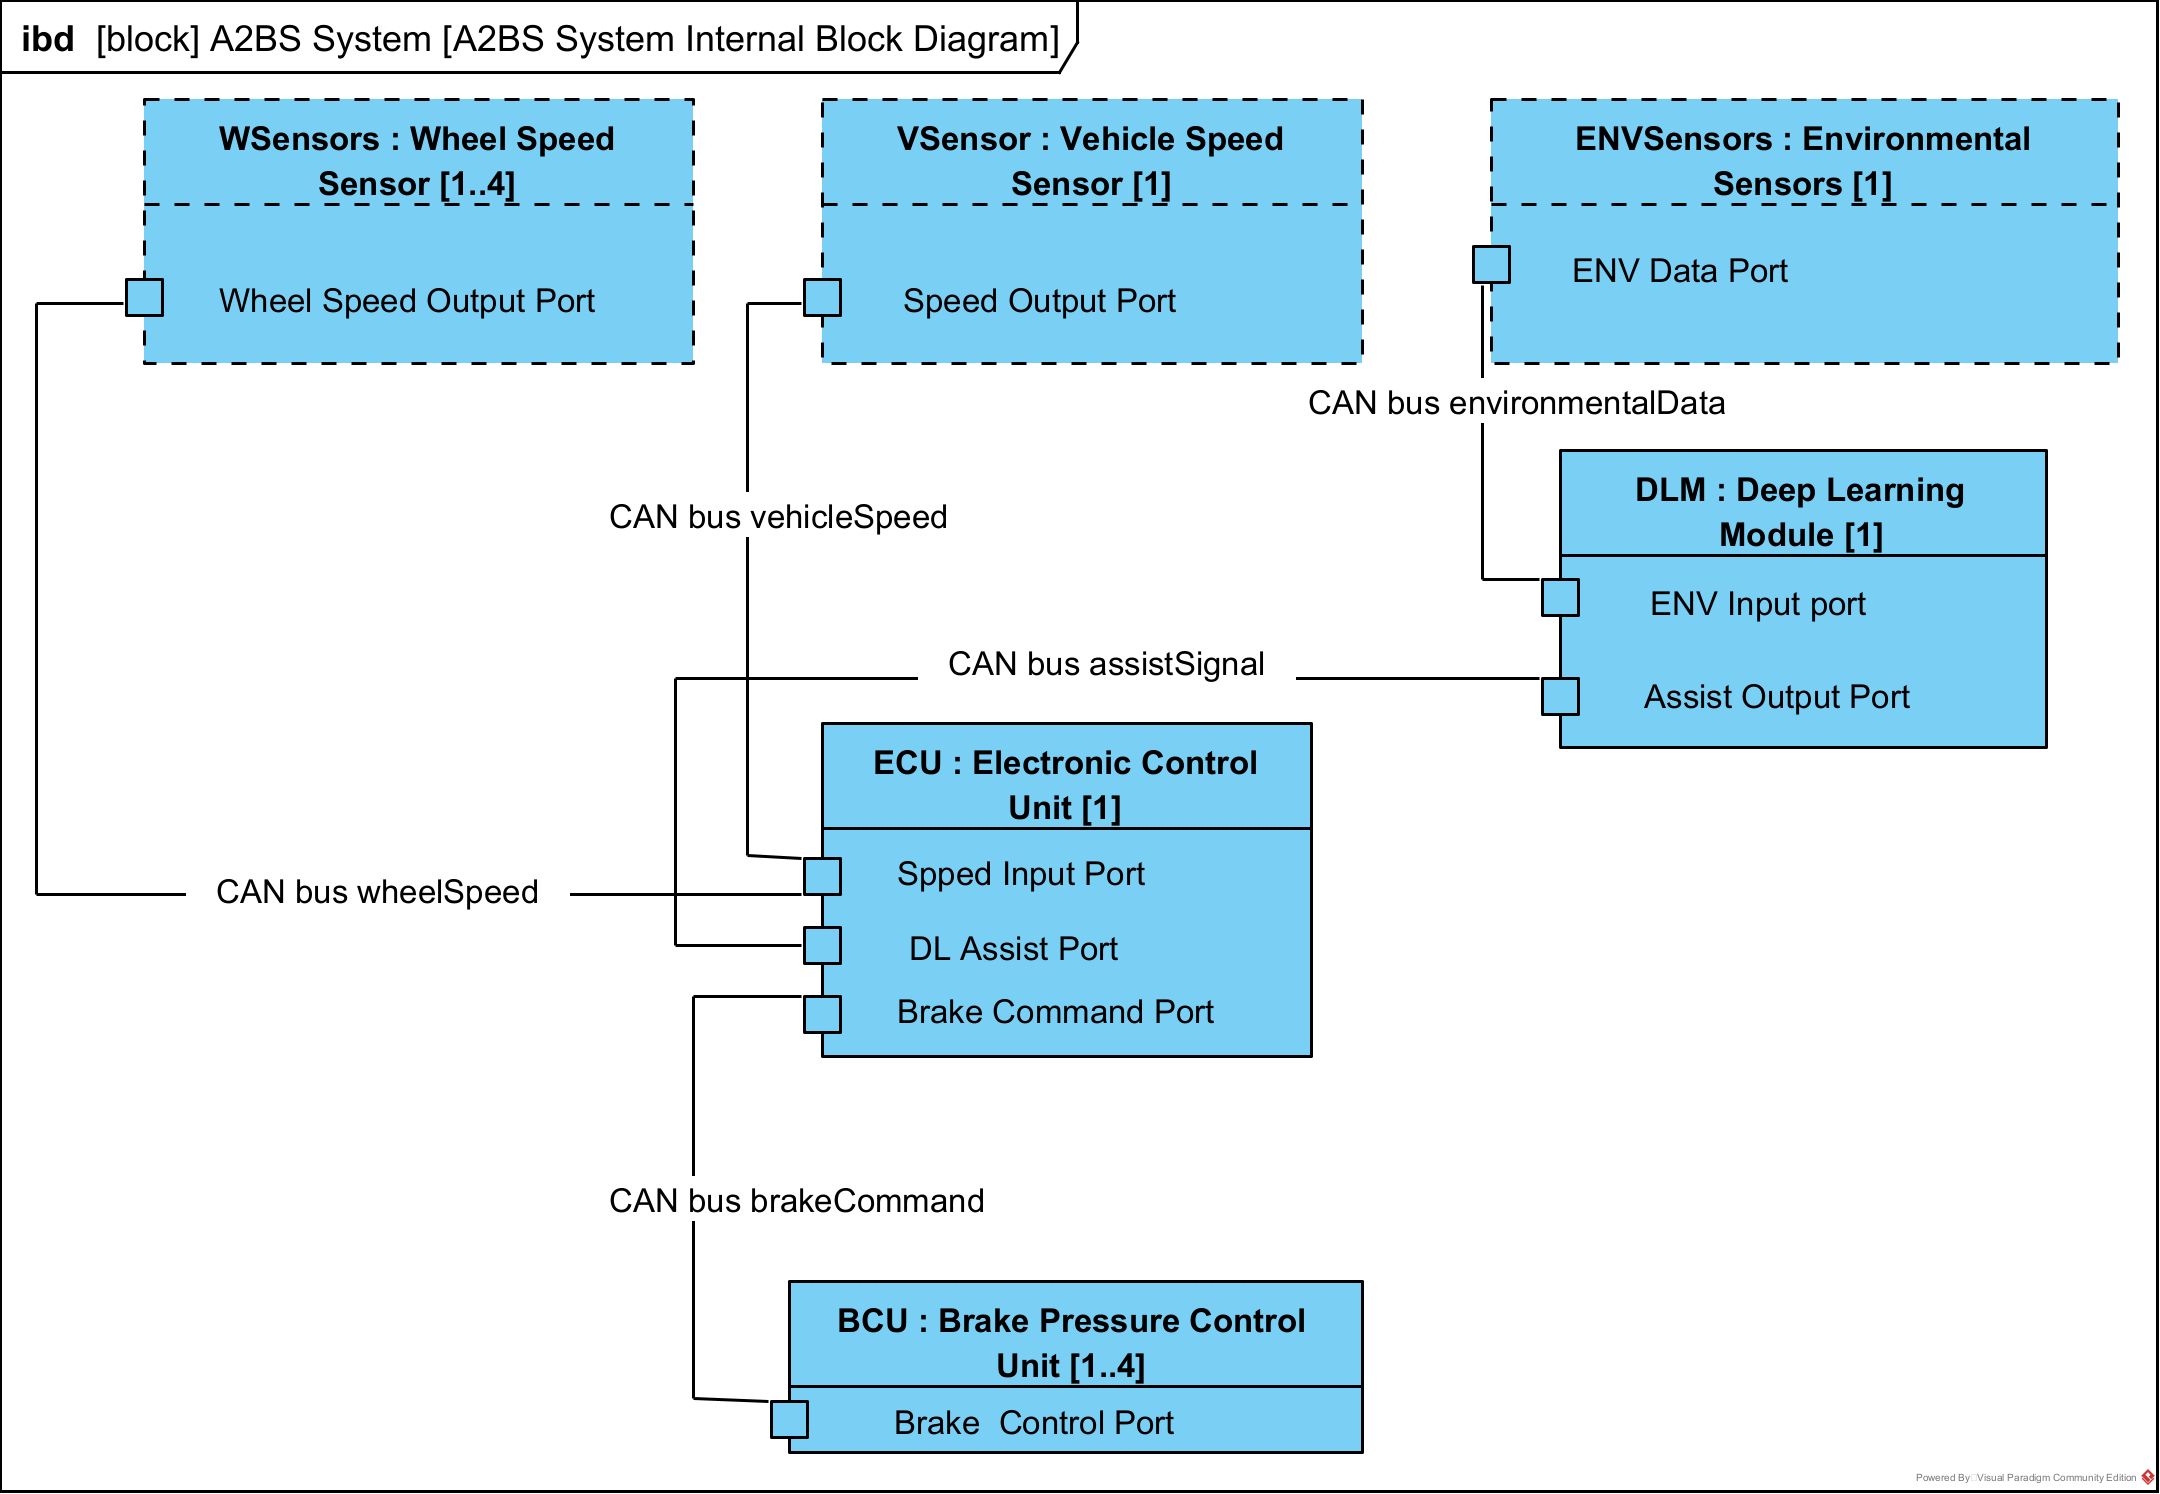 ibd [block] A2BS System [A2BS System Internal Block Diagram]
WSensors : Wheel Speed
Sensor [1..4]
Wheel Speed Output Port
VSensor : Vehicle Speed
Sensor [1]
Speed Output Port
ENVSensors : Environmental
Sensors [1]
ENV Data Port
CAN bus environmentalData
CAN bus vehicleSpeed
DLM : Deep Learning
Module [1]
ENV Input port
Assist Output Port
CAN bus assistSignal
ECU : Electronic Control
Unit [1]
Spped Input Port
DL Assist Port
Brake Command Port
CAN bus wheelSpeed
CAN bus brakeCommand
BCU : Brake Pressure Control
Unit [1..4]
Brake  Control Port
Powered By Visual Paradigm Community Edition